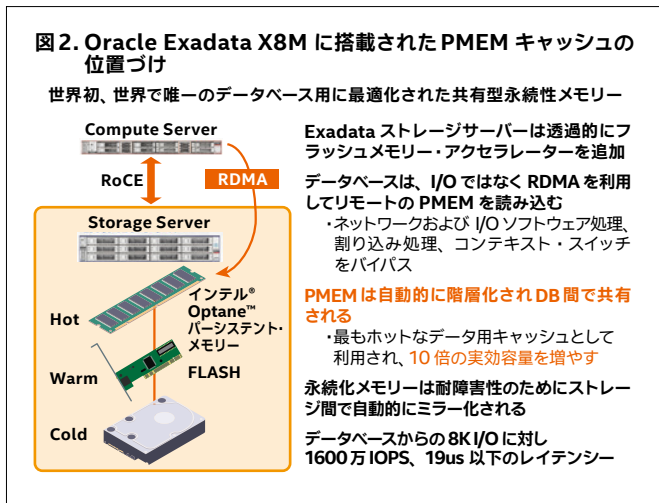 図2. Oracle Exadata X8M に搭載された PMEM キャッシュの
位置づけ
世界初、世界で唯一のデータベース用に最適化された共有型永続性メモリー
Compute Server
RoCE
RDMA
Storage Server
Hot
インテル®
Optane™
パーシステント・
メモリー
Warm
FLASH
Cold
Exadata ストレージサーバーは透過的にフ
ラッシュメモリー・アクセラレーターを追加
データベースは、I/O ではなく RDMA を利用
してリモートの PMEM を読み込む
・ネットワークおよび I/O ソフトウェア処理、
割り込み処理、コンテキスト・スイッチ
をバイパス
PMEM は自動的に階層化され DB 間で共有
される
・最もホットなデータ用キャッシュとして
利用され、10 倍の実効容量を増やす
永続化メモリーは耐障害性のためにストレー
ジ間で自動的にミラー化される
データベースからの 8K I/O に対し
1600万 IOPS、19us 以下のレイテンシー